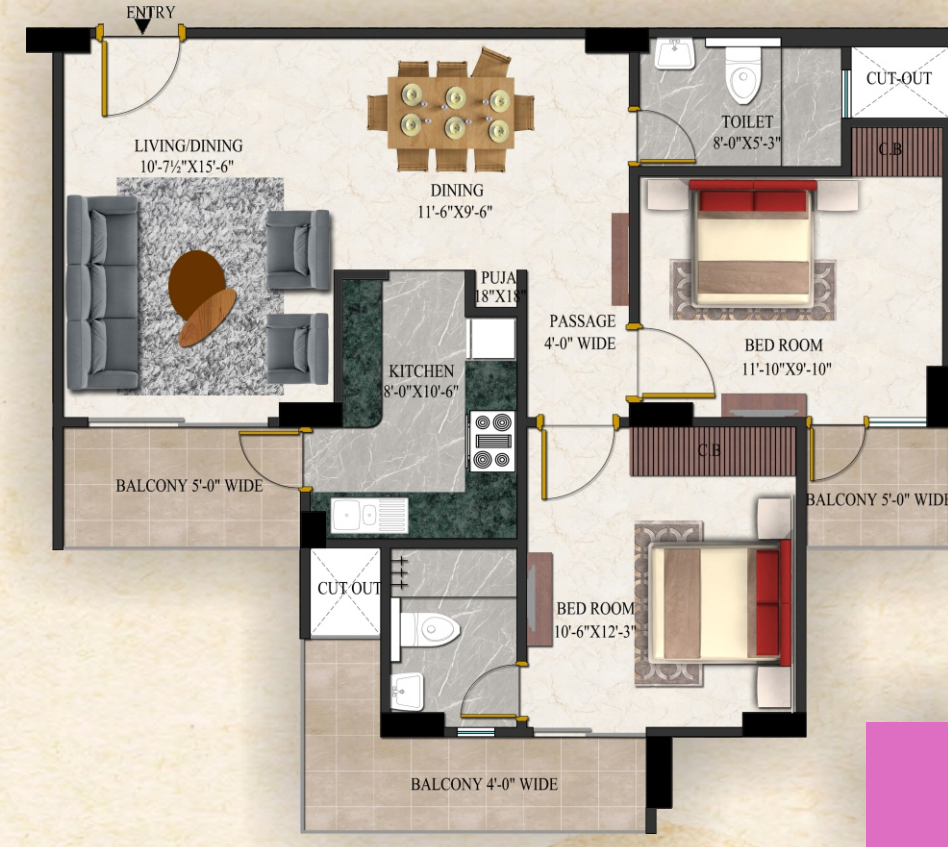 ENTRY
CUT-OUT
TOILET
8'-0"X5'-3"
C.B
LIVING/DINING
10'-7½"X15'-6"
DINING
11'-6"X9'-6"
PUJA
18"X18"
PASSAGE
4'-0" WIDE
BED ROOM
11'-10"X9'-10"
KITCHEN
8'-0"X10'-6"
C.B
BALCONY 5'-0" WIDE
BALCONY 5'-0" WIDE
CUT OUT
BED ROOM
10'-6"X12'-3"
BALCONY 4'-0" WIDE